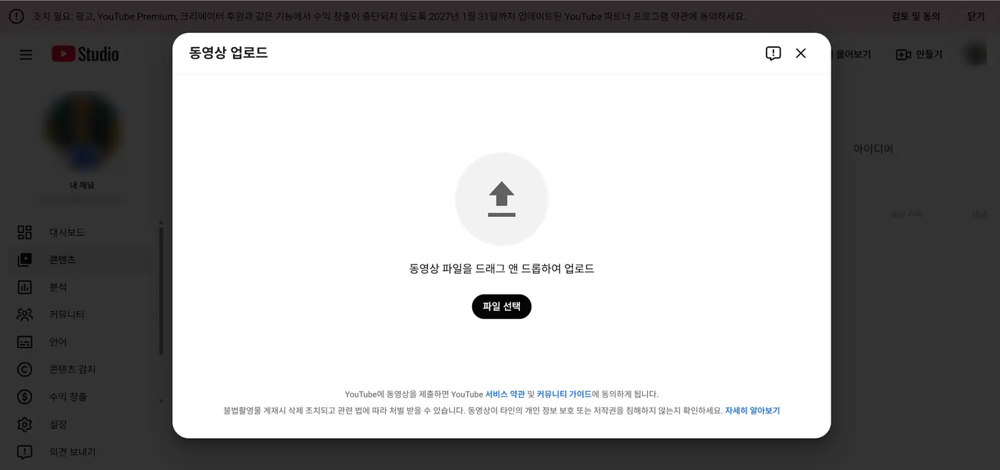 조치 필요: 광고, YouTube Premium, 크리에이터 후원과 같은 기능에서 수익 창출이 중단되지 않도록 2027년 1월 31일까지 업데이트된 YouTube 파트너 프로그램 약관에 동의하세요. 검토 및 동의 닫기
Studio
물어보기
만들기
동영상 업로드
내 채널
대시보드
콘텐츠
분석
커뮤니티
언어
콘텐츠 감지
수익 창출
설정
의견 보내기
아이디어
예상 수익
댓글
동영상 파일을 드래그 앤 드롭하여 업로드
파일 선택
YouTube에 동영상을 제출하면 YouTube 서비스 약관 및 커뮤니티 가이드에 동의하게 됩니다.
불법촬영물 게재시 삭제 조치되고 관련 법에 따라 처벌 받을 수 있습니다. 동영상이 타인의 개인 정보 보호 또는 저작권을 침해하지 않는지 확인하세요. 자세히 알아보기